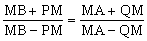 MB + PM / MB − PM = MA + QM / MA − QM